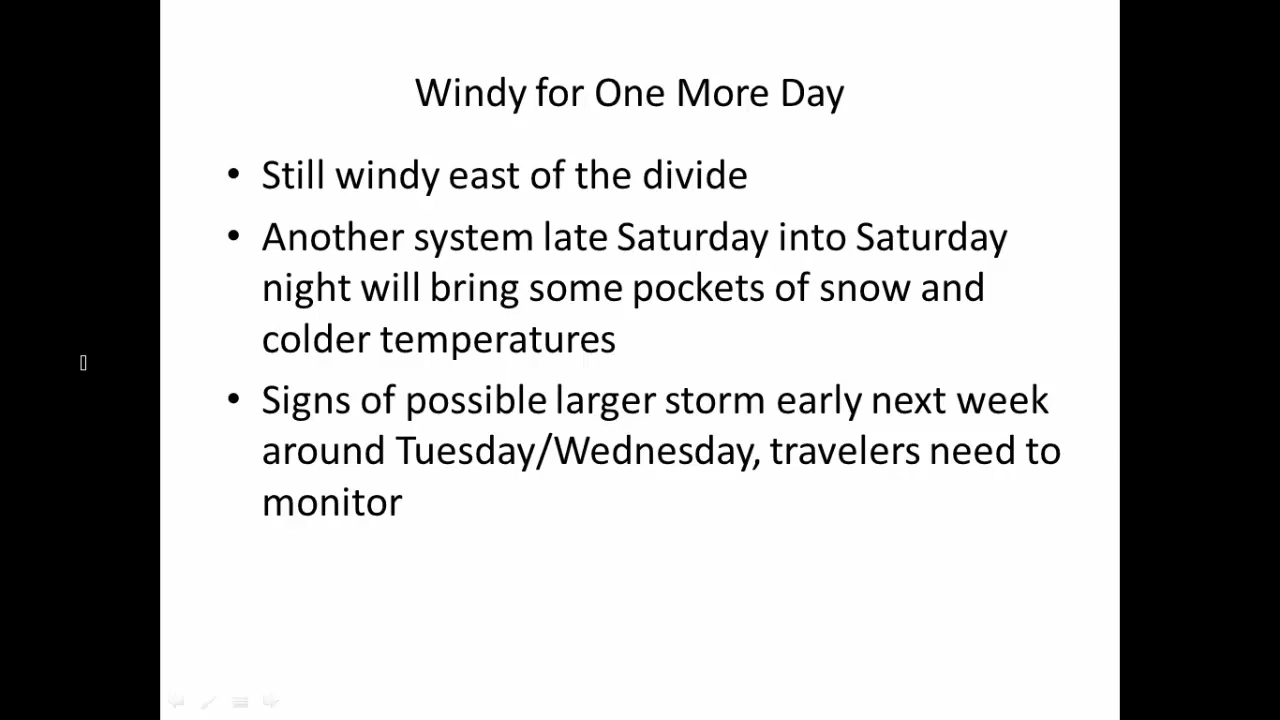 Windy for One More Day
• Still windy east of the divide
• Another system late Saturday into Saturday
night will bring some pockets of snow and
colder temperatures
• Signs of possible larger storm early next week
around Tuesday/Wednesday, travelers need to
monitor